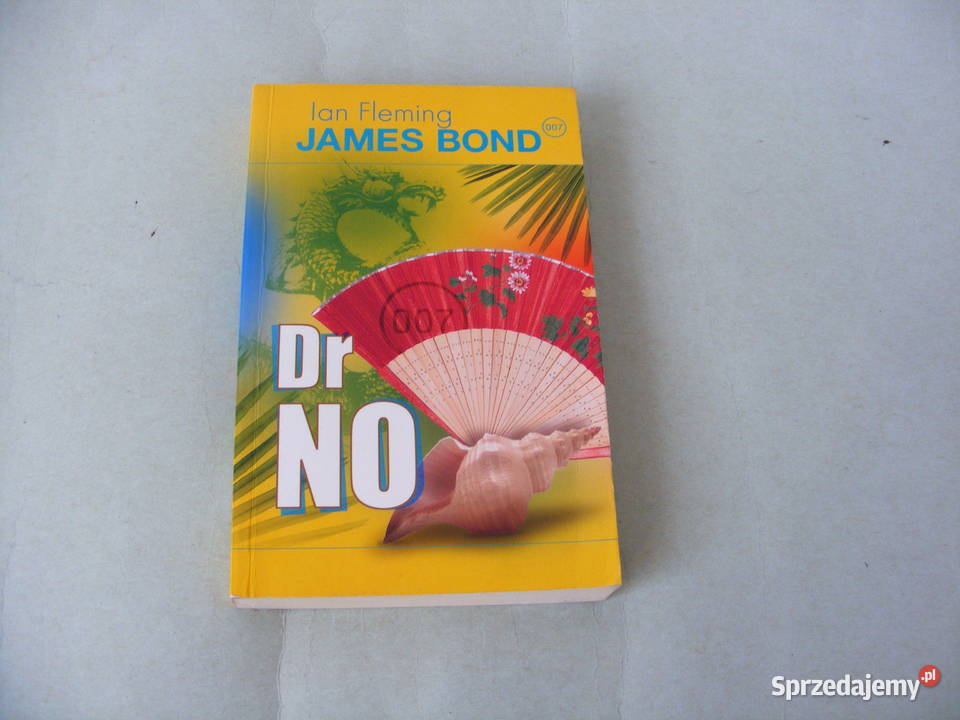 Ian Fleming
JAMES BOND 007
007
Dr
NO
Sprzedajemy.pl